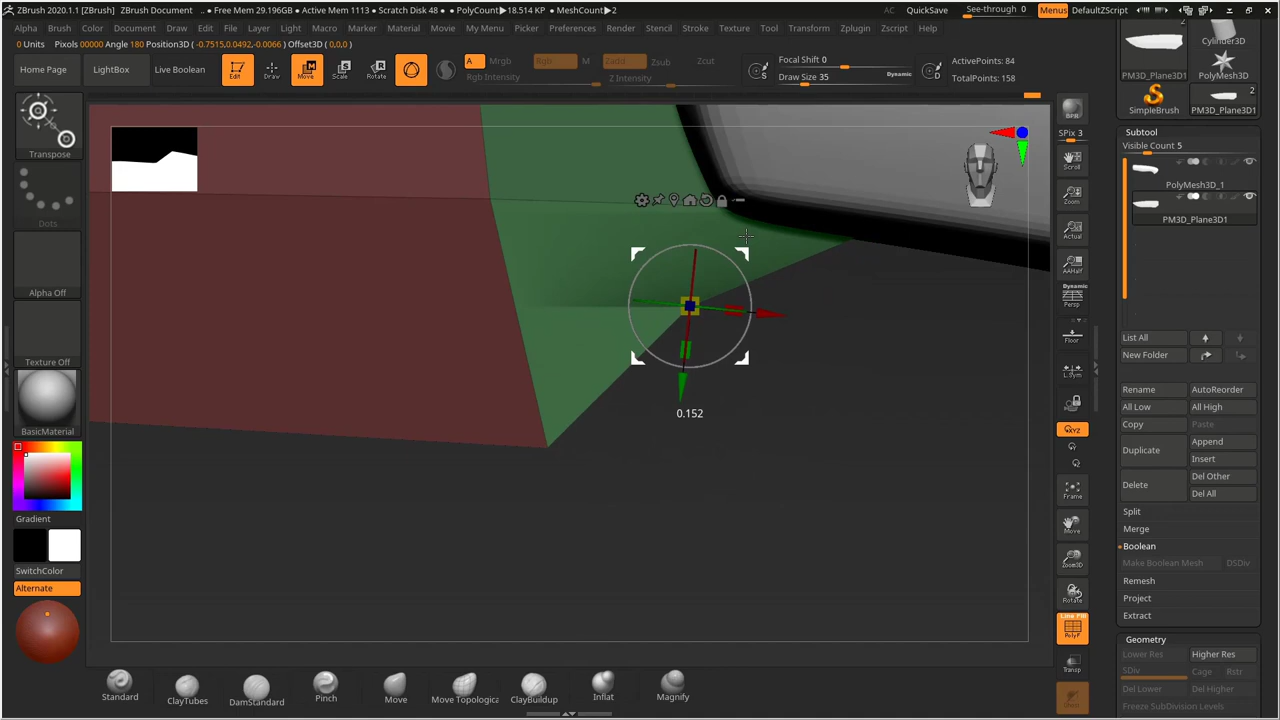 ZBrush 2020.1.1 [ZBrush] ZBrush Document .. • Free Mem 29.196GB • Active Mem 1113 • Scratch Disk 48 • PolyCount▶18.514 KP • MeshCount▶2
AC QuickSave See-through 0 Menus DefaultZScript
Alpha Brush Color Document Draw Edit File Layer Light Macro Marker Material Movie My Menu Picker Preferences Render Stencil Stroke Texture Tool Transform Zplugin Zscript Help
0 Units Pixels 00000 Angle 180 Position3D (-0.7515,0.0492,-0.0066) Offset3D (0,0,0)
Home Page LightBox Live Boolean Edit Draw Move Scale Rotate
A Mrgb Rgb M Zadd Zsub Zcut
Rgb Intensity Z Intensity
Focal Shift 0
Draw Size 35 Dynamic
S D
ActivePoints: 84
TotalPoints: 158
Transpose
Dots
Alpha Off
Texture Off
BasicMaterial
Gradient
SwitchColor
Alternate
0.152
BPR
SPix 3
Scroll
Zoom
Actual
AAHalf
Dynamic
Persp
Floor
L.Sym
XYZ
Frame
Move
Zoom3D
Rotate
Line Fill
PolyF
Transp
2
PM3D_Plane3D1
Cylinder3D
PolyMesh3D
SimpleBrush
2
PM3D_Plane3D1
Subtool
Visible Count 5
PolyMesh3D_1
PM3D_Plane3D1
List All
New Folder
Rename AutoReorder
All Low All High
Copy Paste
Duplicate Append
Insert
Delete Del Other
Del All
Split
Merge
Boolean
Make Boolean Mesh DSDiv
Remesh
Project
Extract
Geometry
Lower Res Higher Res
SDiv Cage Rstr
Del Lower Del Higher
Freeze SubDivision Levels
Standard ClayTubes DamStandard Pinch Move Move Topologica ClayBuildup Inflat Magnify